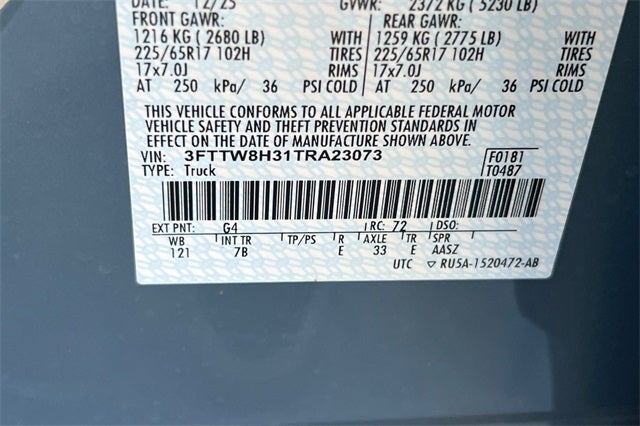 DATE: 12/25 GVWR: 2372 KG ( 5230 LB)
FRONT GAWR: REAR GAWR:
1216 KG ( 2680 LB) WITH 1259 KG ( 2775 LB) WITH
225/65R17 102H TIRES 225/65R17 102H TIRES
17x7.0J RIMS 17x7.0J RIMS
AT 250 kPa/ 36 PSI COLD AT 250 kPa/ 36 PSI COLD
THIS VEHICLE CONFORMS TO ALL APPLICABLE FEDERAL MOTOR
VEHICLE SAFETY AND THEFT PREVENTION STANDARDS IN
EFFECT ON THE DATE OF MANUFACTURE SHOWN ABOVE.
VIN: 3FTTW8H31TRA23073 F0181
TYPE: Truck T0487
EXT PNT: G4 RC: 72 DSO:
WB INT TR TP/PS R AXLE TR SPR
121 7B E 33 E AASZ
UTC ▽ RU5A-1520472-AB